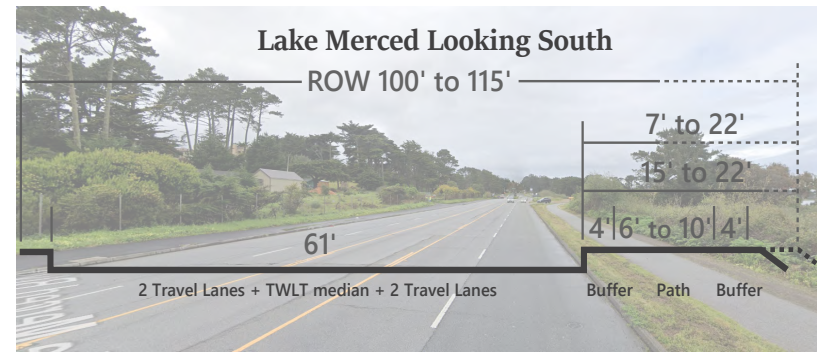 Lake Merced Looking South
ROW 100' to 115'
7' to 22'
15' to 22'
61'
4' 6' to 10' 4'
2 Travel Lanes + TWLT median + 2 Travel Lanes
Buffer Path Buffer